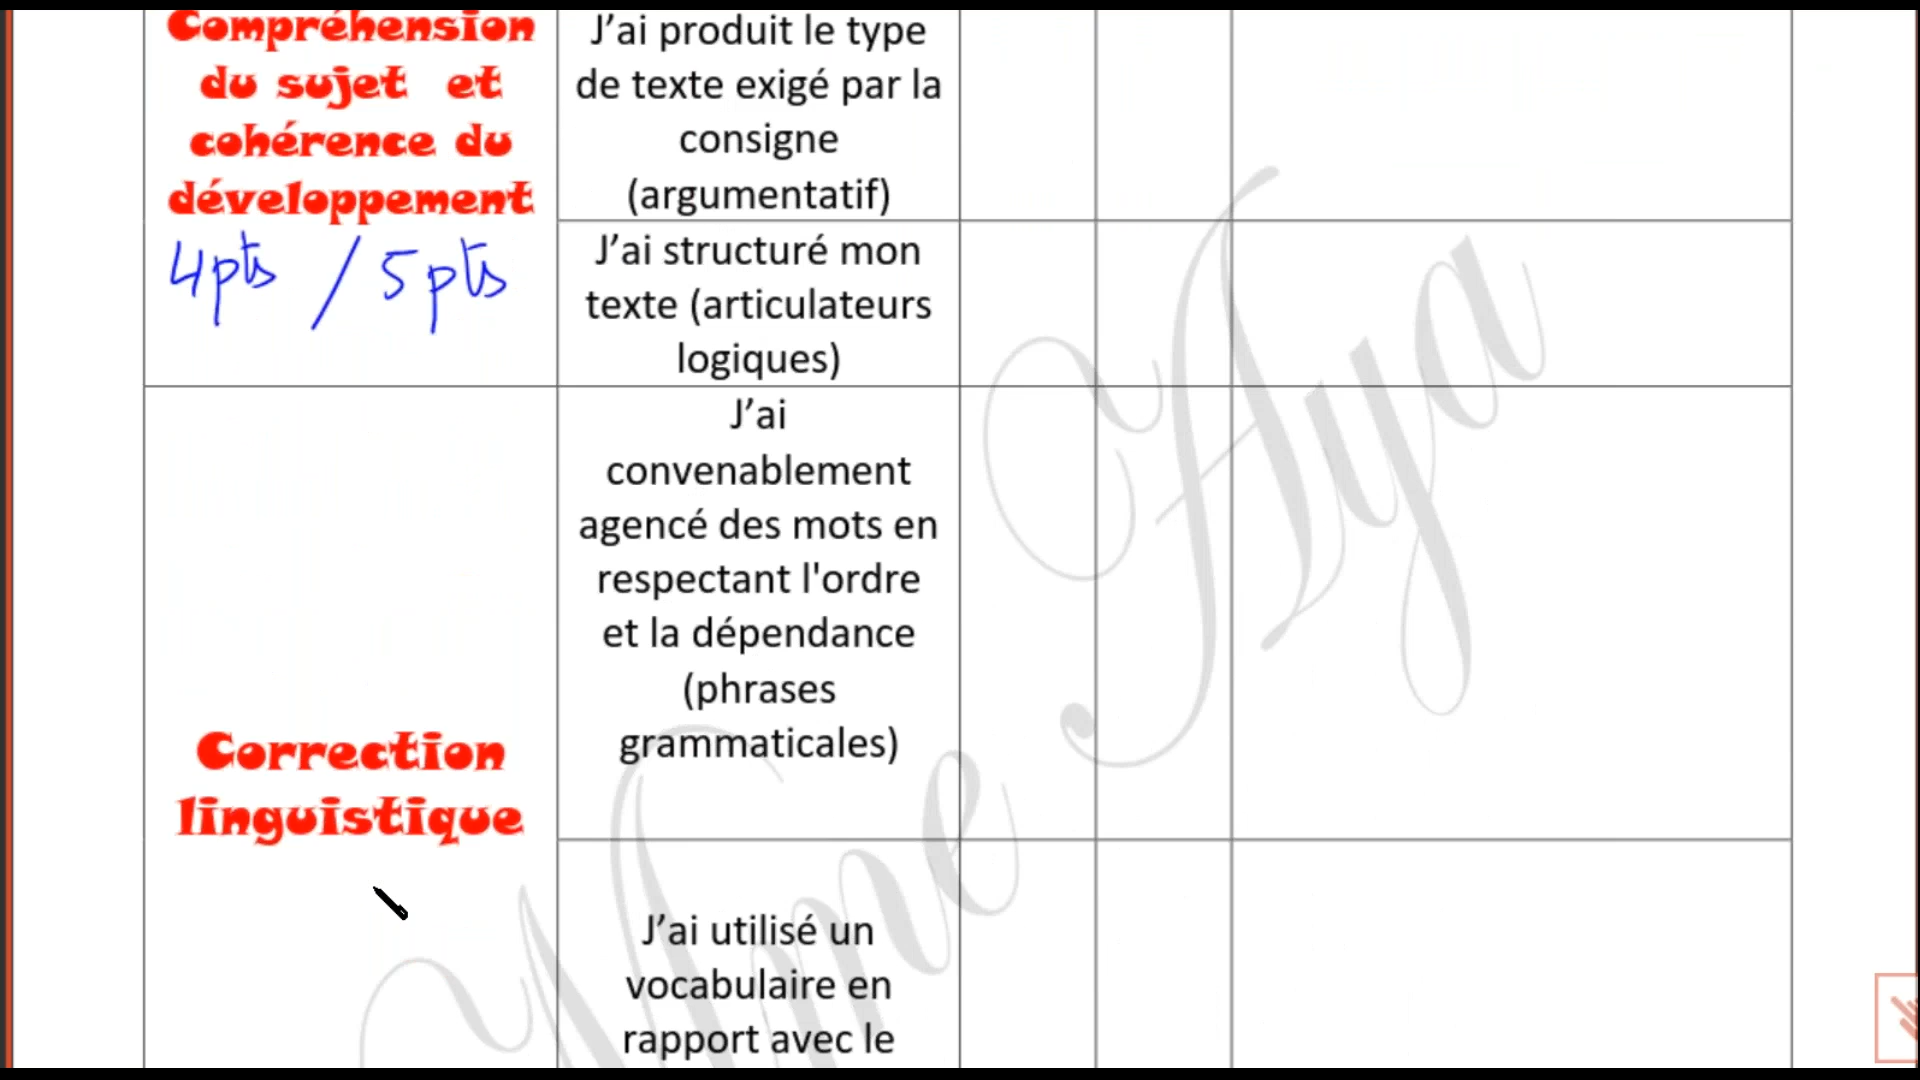 Compréhension
du sujet et
cohérence du
développement
4pts / 5pts
J’ai produit le type
de texte exigé par la
consigne
(argumentatif)
J’ai structuré mon
texte (articulateurs
logiques)
Correction
linguistique
J’ai
convenablement
agencé des mots en
respectant l'ordre
et la dépendance
(phrases
grammaticales)
J’ai utilisé un
vocabulaire en
rapport avec le
Mme Aya